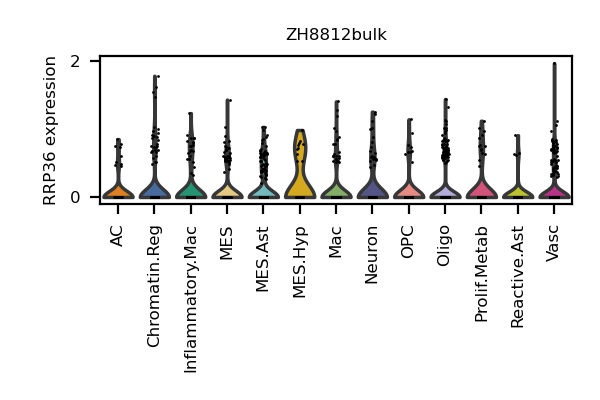 ZH8812bulk
RRP36 expression
2
0
AC
Chromatin.Reg
Inflammatory.Mac
MES
MES.Ast
MES.Hyp
Mac
Neuron
OPC
Oligo
Prolif.Metab
Reactive.Ast
Vasc